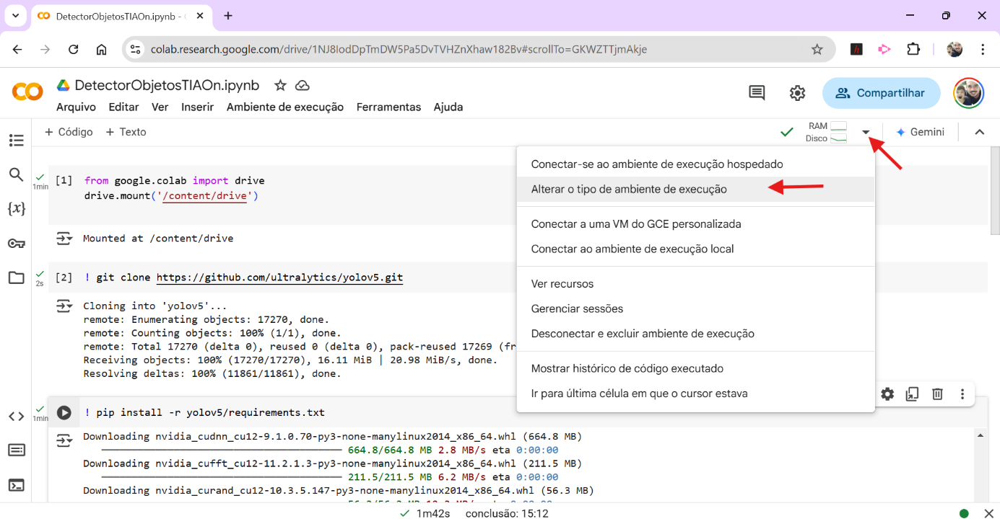 DetectorObjetosTIAOn.ipynb -
colab.research.google.com/drive/1NJ8IodDpTmDW5Pa5DvTVHZnXhaw182Bv#scrollTo=GKWZTTjmAkje
DetectorObjetosTIAOn.ipynb
Compartilhar
Arquivo Editar Ver Inserir Ambiente de execução Ferramentas Ajuda
+ Código + Texto
RAM
Disco
Gemini
Conectar-se ao ambiente de execução hospedado
Alterar o tipo de ambiente de execução
Conectar a uma VM do GCE personalizada
Conectar ao ambiente de execução local
Ver recursos
Gerenciar sessões
Desconectar e excluir ambiente de execução
Mostrar histórico de código executado
Ir para última célula em que o cursor estava
1min
[1] from google.colab import drive
drive.mount('/content/drive')
Mounted at /content/drive
2s
[2] ! git clone https://github.com/ultralytics/yolov5.git
Cloning into 'yolov5'...
remote: Enumerating objects: 17270, done.
remote: Counting objects: 100% (1/1), done.
remote: Total 17270 (delta 0), reused 0 (delta 0), pack-reused 17269 (fr
Receiving objects: 100% (17270/17270), 16.11 MiB | 20.98 MiB/s, done.
Resolving deltas: 100% (11861/11861), done.
1min
! pip install -r yolov5/requirements.txt
Downloading nvidia_cudnn_cu12-9.1.0.70-py3-none-manylinux2014_x86_64.whl (664.8 MB)
664.8/664.8 MB 2.8 MB/s eta 0:00:00
Downloading nvidia_cufft_cu12-11.2.1.3-py3-none-manylinux2014_x86_64.whl (211.5 MB)
211.5/211.5 MB 6.2 MB/s eta 0:00:00
Downloading nvidia_curand_cu12-10.3.5.147-py3-none-manylinux2014_x86_64.whl (56.3 MB)
1m42s conclusão: 15:12